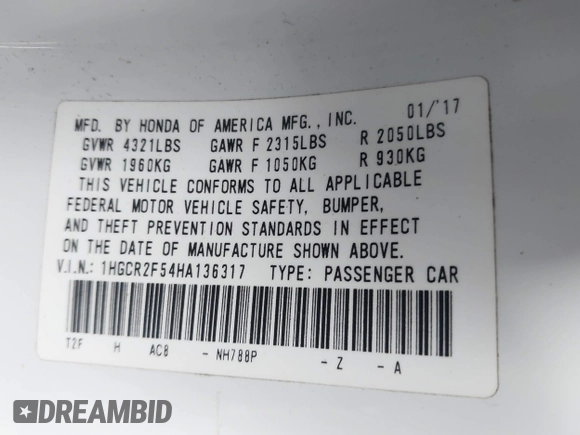 MFD. BY HONDA OF AMERICA MFG., INC. 01/'17
GVWR 4321LBS GAWR F 2315LBS R 2050LBS
GVWR 1960KG GAWR F 1050KG R 930KG
THIS VEHICLE CONFORMS TO ALL APPLICABLE
FEDERAL MOTOR VEHICLE SAFETY, BUMPER,
AND THEFT PREVENTION STANDARDS IN EFFECT
ON THE DATE OF MANUFACTURE SHOWN ABOVE.
V.I.N.: 1HGCR2F54HA136317 TYPE: PASSENGER CAR
T2F H AC8 - NH788P - Z - A
DREAMBID